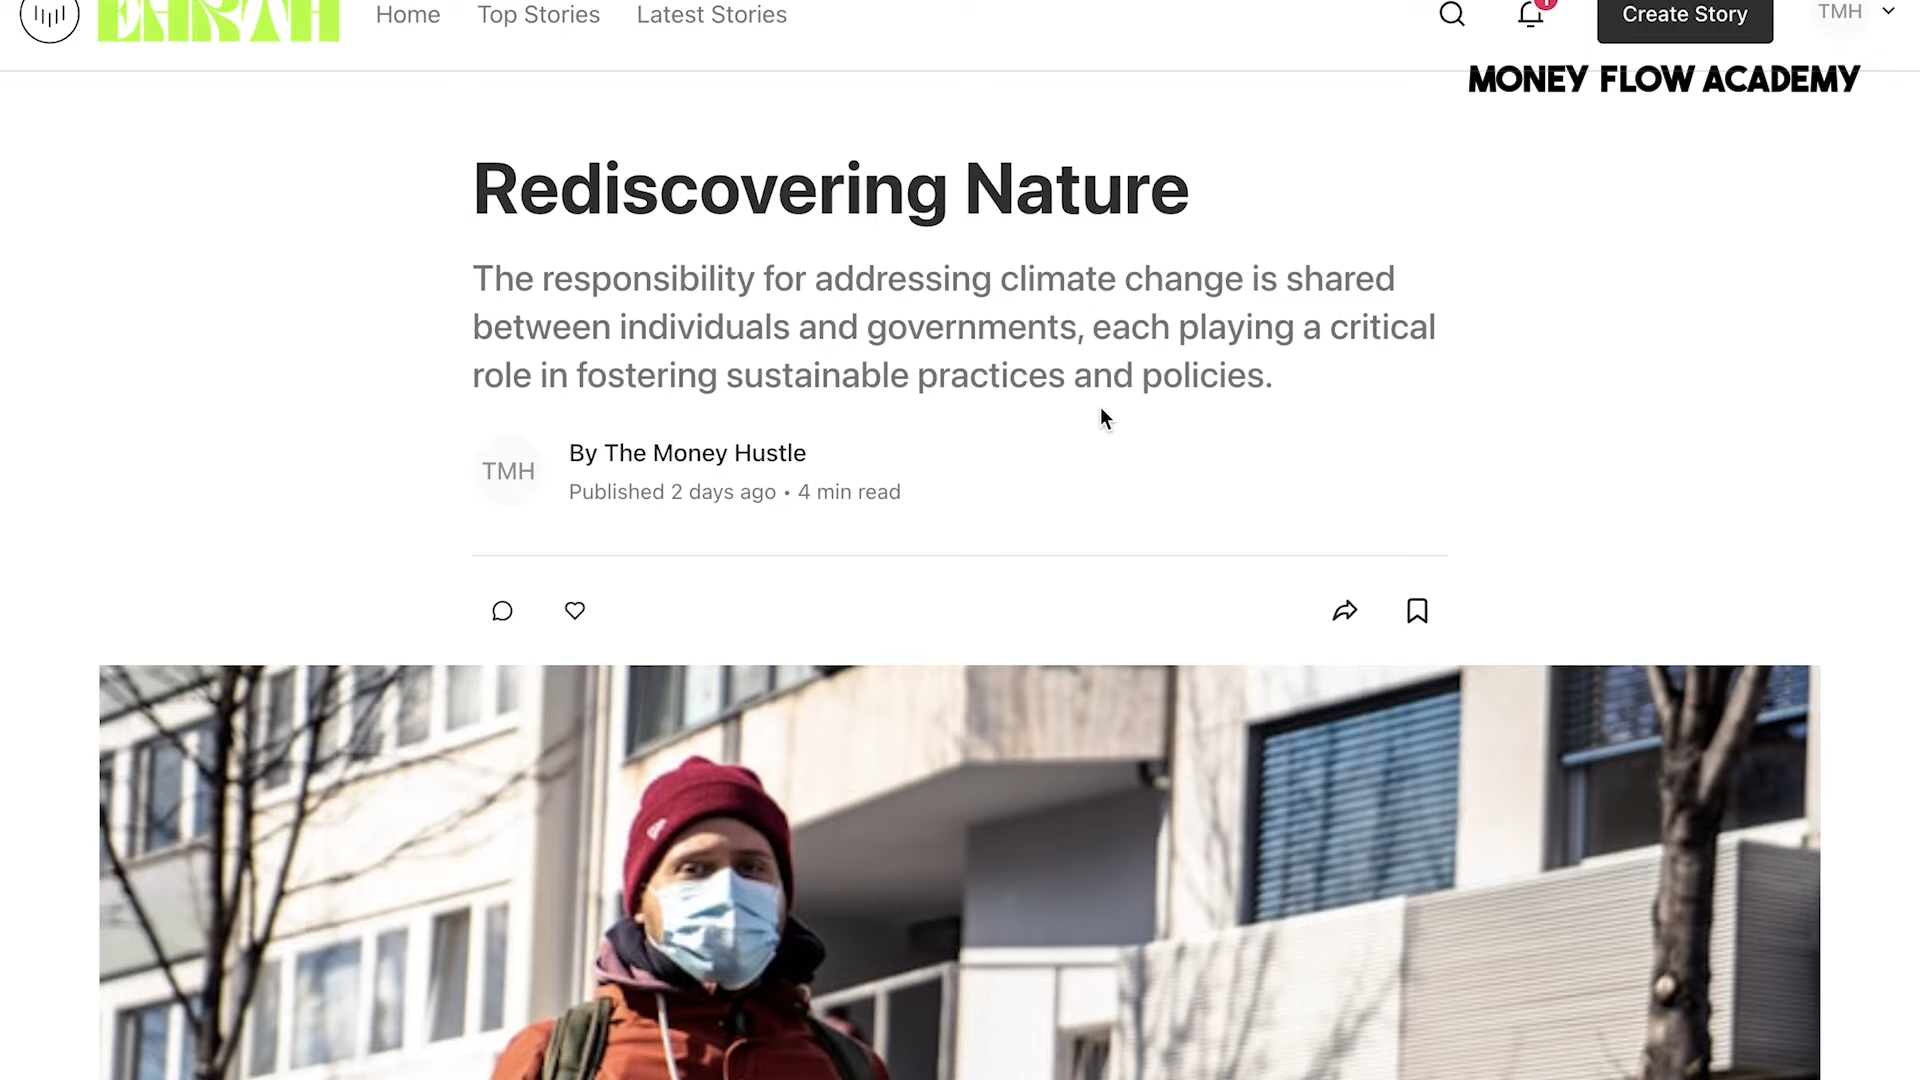 EARTH
Home
Top Stories
Latest Stories
1
Create Story
TMH
MONEY FLOW ACADEMY
Rediscovering Nature
The responsibility for addressing climate change is shared
between individuals and governments, each playing a critical
role in fostering sustainable practices and policies.
TMH
By The Money Hustle
Published 2 days ago • 4 min read